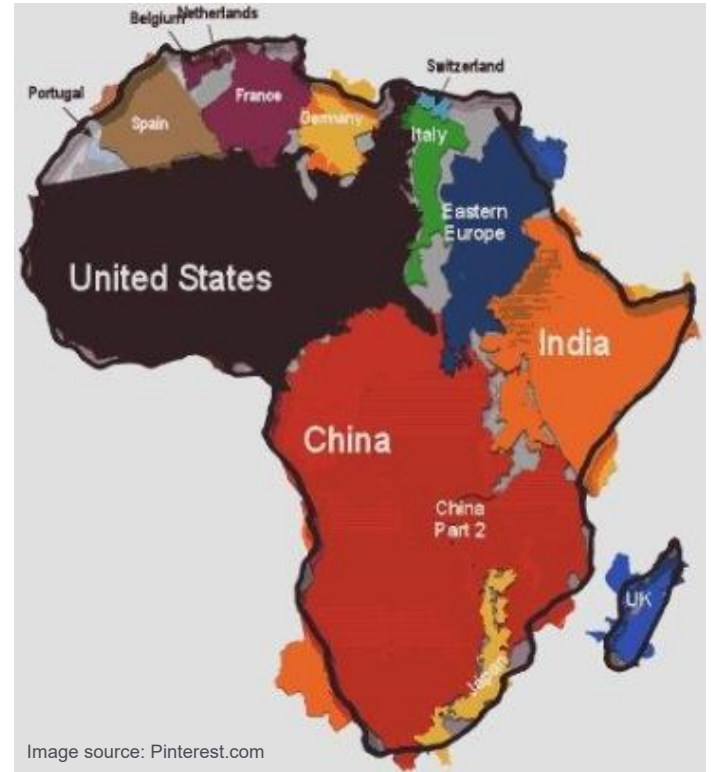 Belgium
Netherlands
Switzerland
Portugal
France
Spain
Germany
Italy
Eastern
Europe
United States
India
China
China
Part 2
UK
Japan
Image source: Pinterest.com